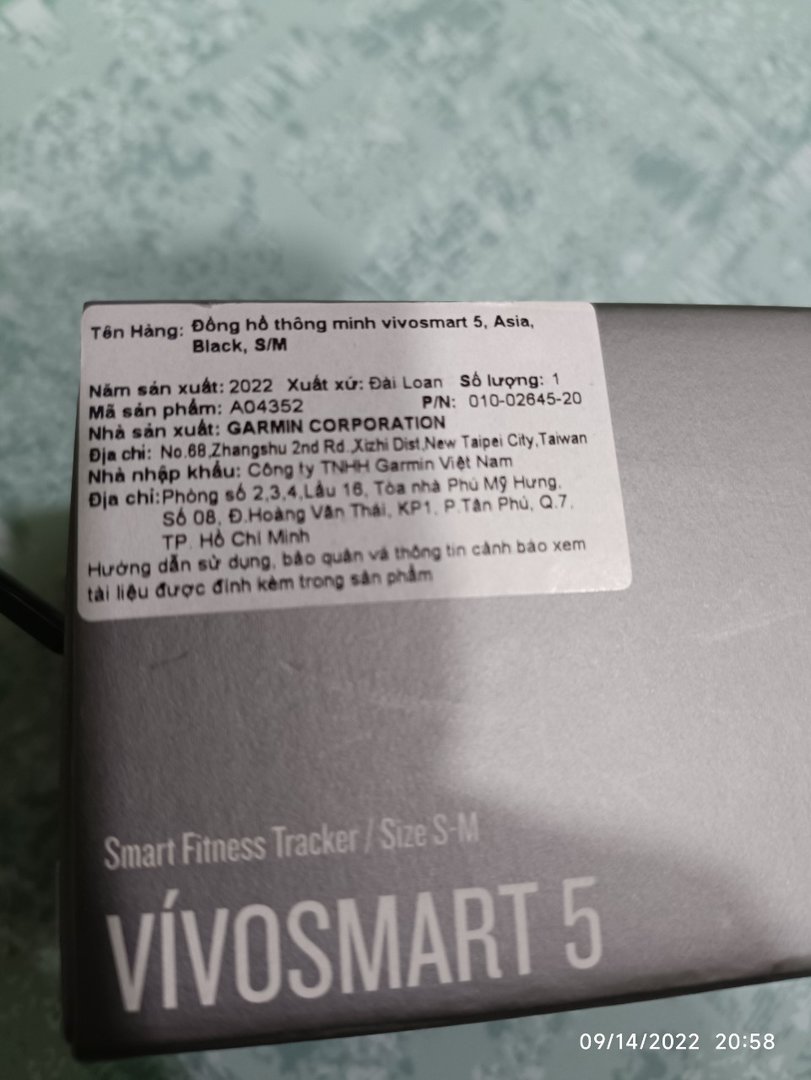 Tên Hàng: Đồng hồ thông minh vivosmart 5, Asia,
Black, S/M
Năm sản xuất: 2022 Xuất xứ: Đài Loan Số lượng: 1
Mã sản phẩm: A04352 P/N: 010-02645-20
Nhà sản xuất: GARMIN CORPORATION
Địa chỉ: No.68,Zhangshu 2nd Rd.,Xizhi Dist,New Taipei City,Taiwan
Nhà nhập khẩu: Công ty TNHH Garmin Việt Nam
Địa chỉ:Phòng số 2,3,4,Lầu 16, Tòa nhà Phú Mỹ Hưng,
Số 08, Đ.Hoàng Văn Thái, KP1, P.Tân Phú, Q.7,
TP. Hồ Chí Minh
Hướng dẫn sử dụng, bảo quản và thông tin cảnh báo xem
tài liệu được đính kèm trong sản phẩm
Smart Fitness Tracker / Size S-M
VÍVOSMART 5
09/14/2022 20:58